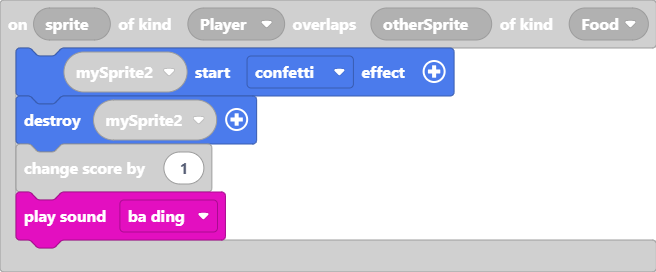 on sprite of kind Player overlaps otherSprite of kind Food
mySprite2 start confetti effect
destroy mySprite2
change score by 1
play sound ba ding